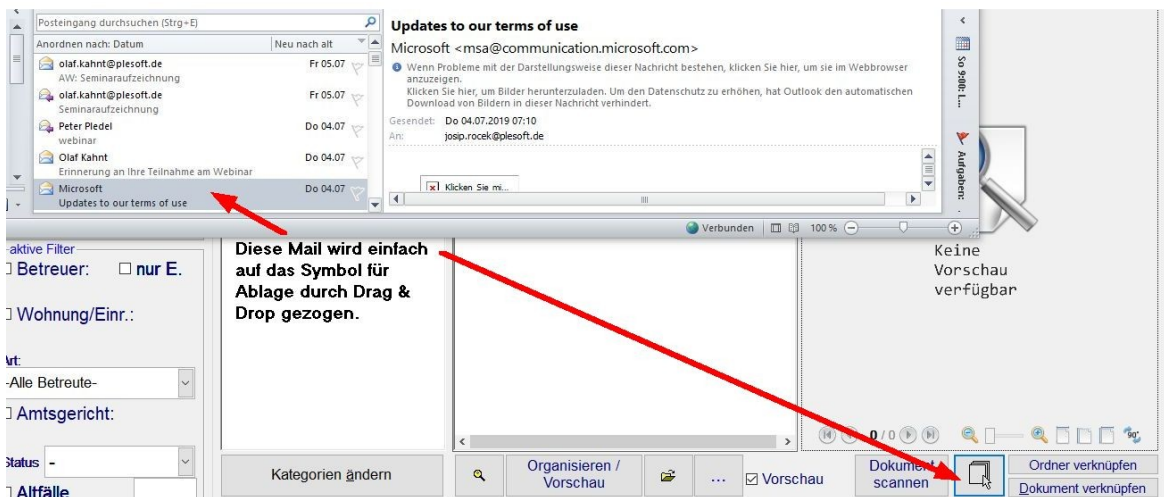 Posteingang durchsuchen (Strg+E)
Anordnen nach: Datum Neu nach alt
olaf.kahnt@plesoft.de Fr 05.07
AW: Seminaraufzeichnung
olaf.kahnt@plesoft.de Fr 05.07
Seminaraufzeichnung
Peter Pledel Do 04.07
webinar
Olaf Kahnt Do 04.07
Erinnerung an Ihre Teilnahme am Webinar
Microsoft Do 04.07
Updates to our terms of use
Updates to our terms of use
Microsoft <msa@communication.microsoft.com>
Wenn Probleme mit der Darstellungsweise dieser Nachricht bestehen, klicken Sie hier, um sie im Webbrowser
anzuzeigen.
Klicken Sie hier, um Bilder herunterzuladen. Um den Datenschutz zu erhöhen, hat Outlook den automatischen
Download von Bildern in dieser Nachricht verhindert.
Gesendet: Do 04.07.2019 07:10
An: josip.rocek@plesoft.de
Klicken Sie mi...
So 9:00: L...
Aufgaben:
Verbunden 100 %
Keine
Vorschau
verfügbar
aktive Filter
Betreuer: nur E.
Wohnung/Einr.:
Art:
-Alle Betreute-
Amtsgericht:
Status -
Altfälle
Diese Mail wird einfach
auf das Symbol für
Ablage durch Drag &
Drop gezogen.
0 / 0 90°
Kategorien ändern
Organisieren /
Vorschau
...
Vorschau
Dokument
scannen
Ordner verknüpfen
Dokument verknüpfen